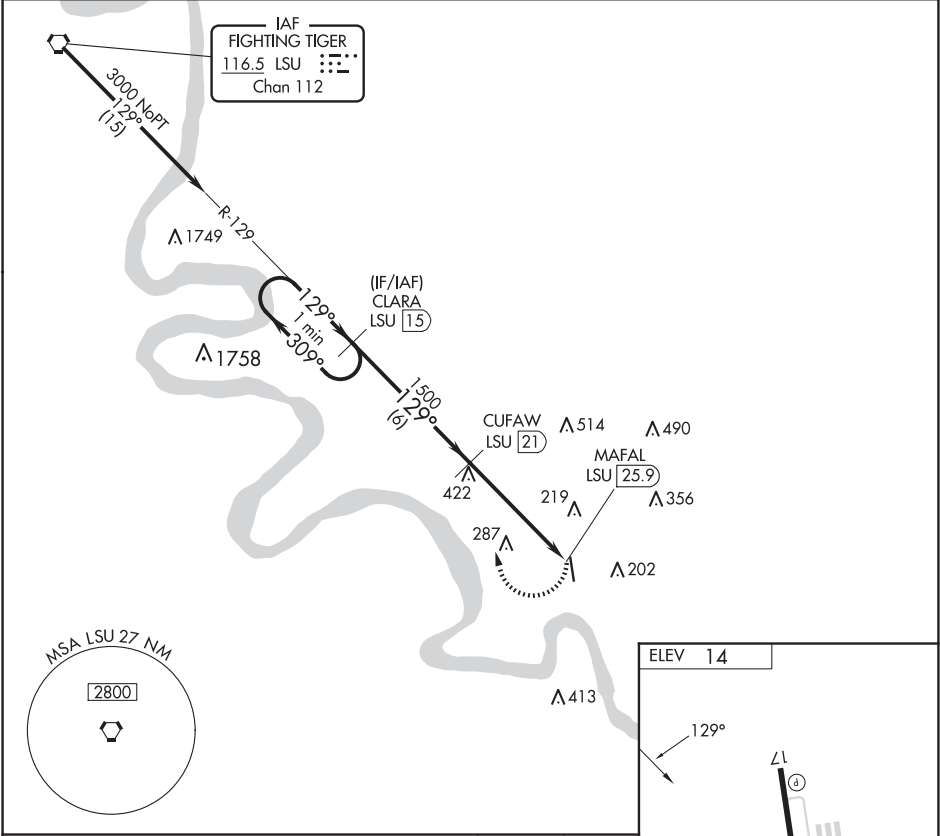 IAF
FIGHTING TIGER
116.5 LSU
Chan 112
3000 NoPT
129°
(15)
R-129
1749
(IF/IAF)
CLARA
LSU 15
129°
1 min
309°
1758
1500
129°
(6)
CUFAW
LSU 21
514
490
MAFAL
LSU 25.9
422
219
356
287
202
MSA LSU 27 NM
2800
413
ELEV 14
129°
17
P